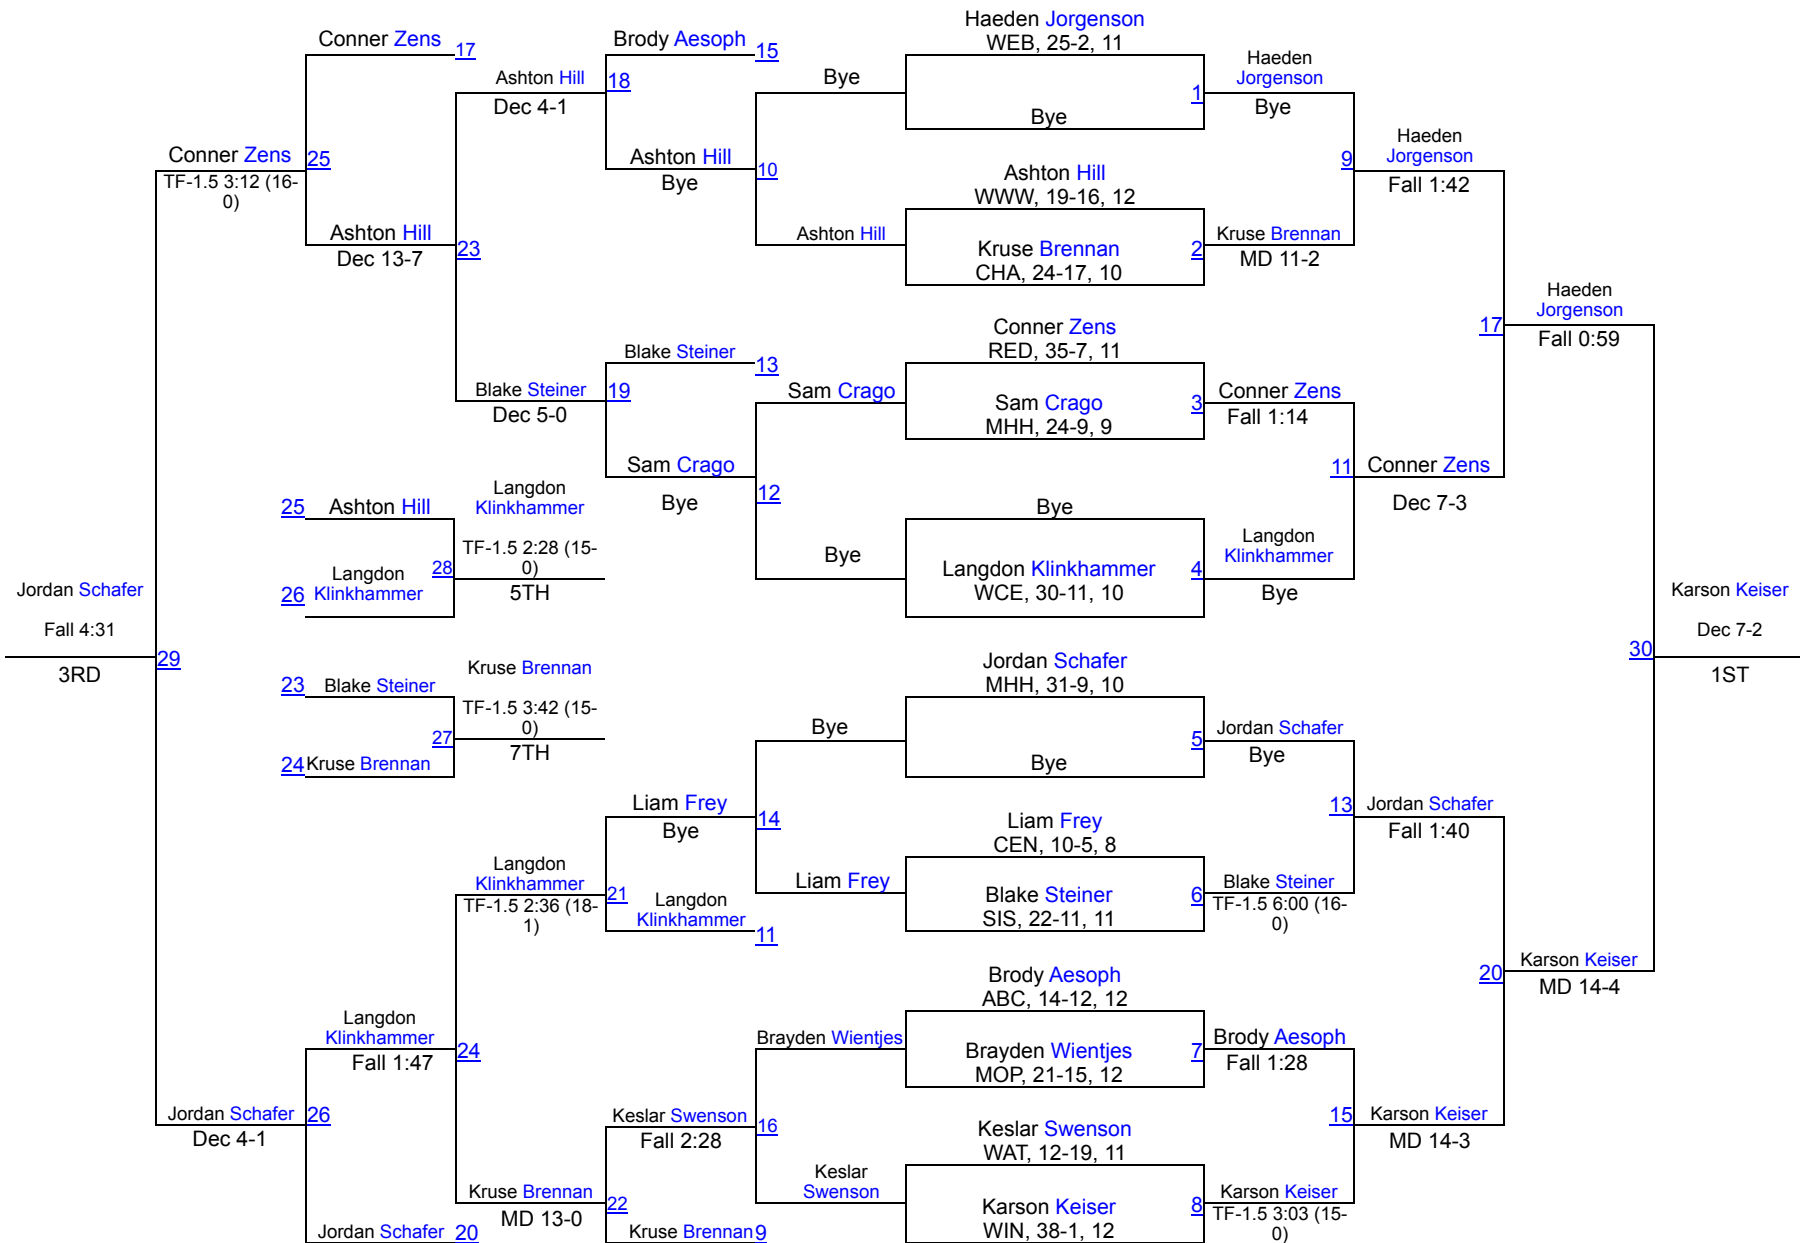 Haeden Jorgenson
WEB, 25-2, 11
1
Bye
Ashton Hill
WWW, 19-16, 12
2
Kruse Brennan
CHA, 24-17, 10
Conner Zens
RED, 35-7, 11
3
Sam Crago
MHH, 24-9, 9
Bye
4
Langdon Klinkhammer
WCE, 30-11, 10
Jordan Schafer
MHH, 31-9, 10
5
Bye
Liam Frey
CEN, 10-5, 8
6
Blake Steiner
SIS, 22-11, 11
Brody Aesoph
ABC, 14-12, 12
7
Brayden Wientjes
MOP, 21-15, 12
Keslar Swenson
WAT, 12-19, 11
8
Karson Keiser
WIN, 38-1, 12
Haeden
Jorgenson
Bye
9
Kruse Brennan
MD 11-2
Conner Zens
Fall 1:14
11
Langdon
Klinkhammer
Bye
Jordan Schafer
Bye
13
Blake Steiner
TF-1.5 6:00 (16-
0)
Brody Aesoph
Fall 1:28
15
Karson Keiser
TF-1.5 3:03 (15-
0)
Haeden
Jorgenson
Fall 1:42
17
Conner Zens
Dec 7-3
Jordan Schafer
Fall 1:40
20
Karson Keiser
MD 14-3
Haeden
Jorgenson
Fall 0:59
30
Karson Keiser
MD 14-4
Karson Keiser
Dec 7-2
1ST
Bye
10
Ashton Hill
Sam Crago
12
Bye
Bye
14
Liam Frey
Brayden Wientjes
16
Keslar
Swenson
Brody Aesoph
15
18
Ashton Hill
Bye
Blake Steiner
13
19
Sam Crago
Bye
Liam Frey
Bye
21
Langdon
Klinkhammer
11
Keslar Swenson
Fall 2:28
22
Kruse Brennan
9
Ashton Hill
Dec 4-1
23
Blake Steiner
Dec 5-0
Langdon
Klinkhammer
TF-1.5 2:36 (18-
1)
24
Kruse Brennan
MD 13-0
Conner Zens
17
25
Ashton Hill
Dec 13-7
Langdon
Klinkhammer
Fall 1:47
26
Jordan Schafer
20
Conner Zens
TF-1.5 3:12 (16-
0)
29
Jordan Schafer
Dec 4-1
Jordan Schafer
Fall 4:31
3RD
25
Ashton Hill
28
26
Langdon
Klinkhammer
Langdon
Klinkhammer
TF-1.5 2:28 (15-
0)
5TH
23
Blake Steiner
27
24
Kruse Brennan
Kruse Brennan
TF-1.5 3:42 (15-
0)
7TH